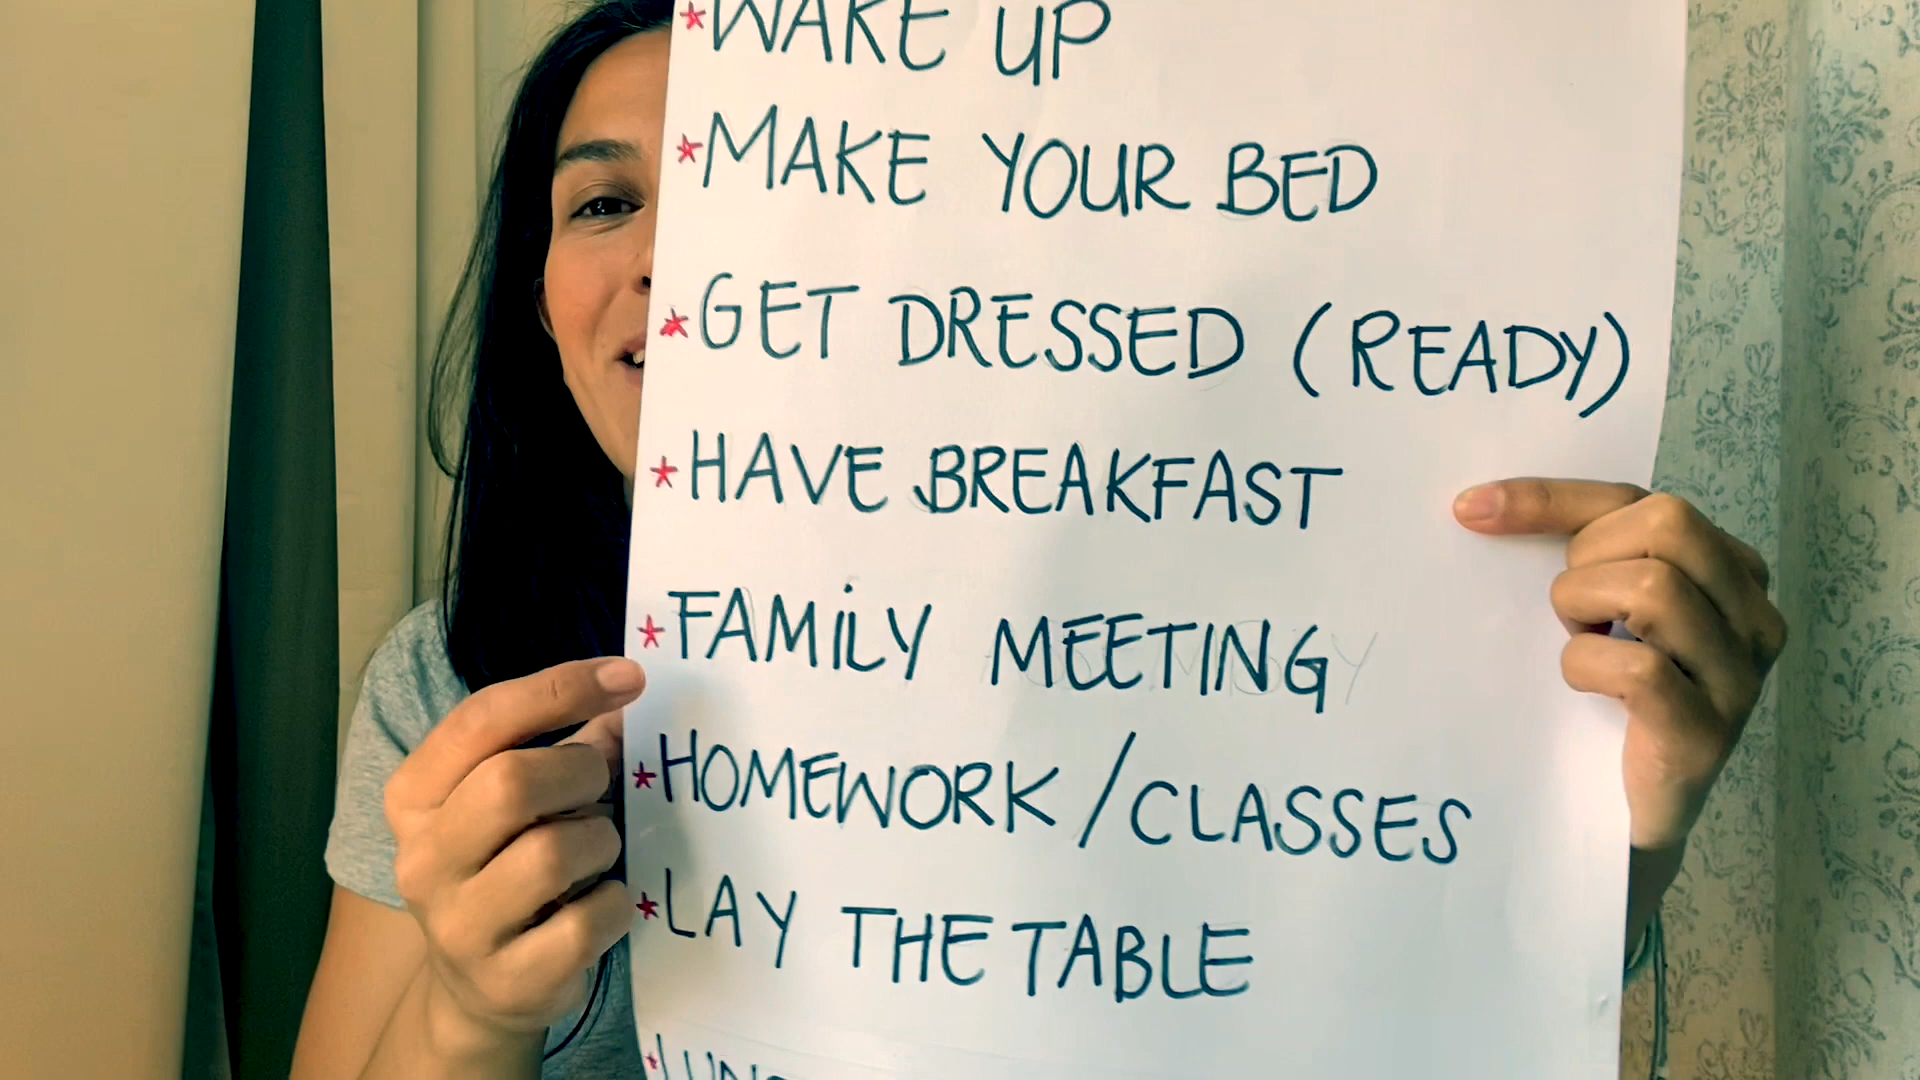 *WAKE UP
*MAKE YOUR BED
*GET DRESSED (READY)
*HAVE BREAKFAST
*FAMiLY MEETING
*HOMEWORK/CLASSES
*LAY THE TABLE